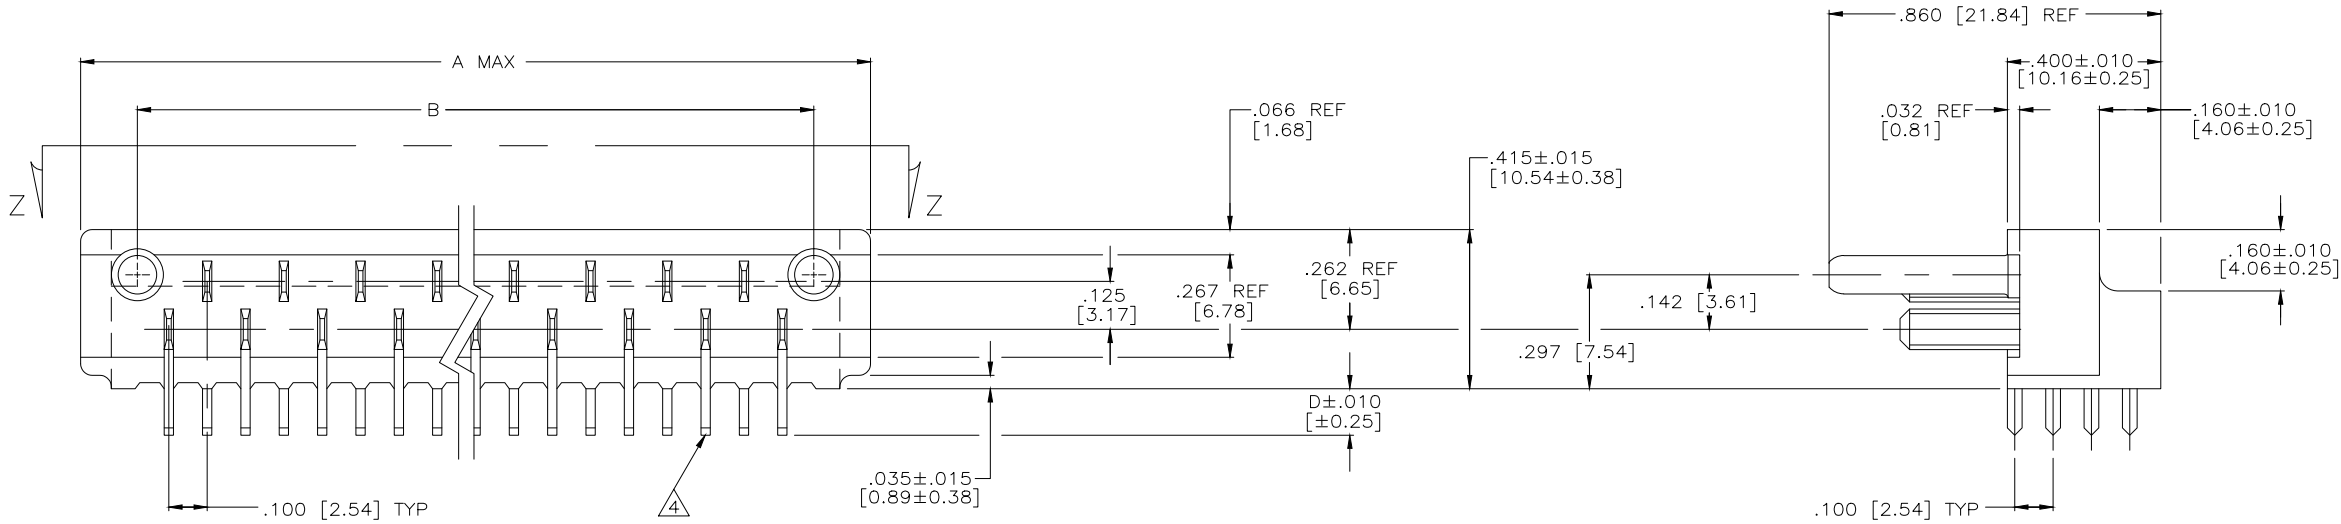 .860 [21.84] REF
A MAX
.400±.010
[10.16±0.25]
B
.066 REF
[1.68]
.032 REF
[0.81]
.160±.010
[4.06±0.25]
.415±.015
[10.54±0.38]
Z
Z
.262 REF
[6.65]
.160±.010
[4.06±0.25]
.125
[3.17]
.267 REF
[6.78]
.142 [3.61]
.297 [7.54]
D±.010
[±0.25]
.035±.015
[0.89±0.38]
4
.100 [2.54] TYP
.100 [2.54] TYP